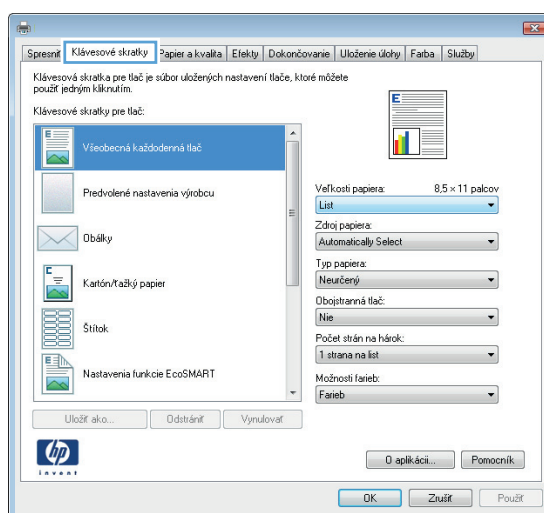 Spresniť Klávesové skratky Papier a kvalita Efekty Dokončovanie Uloženie úlohy Farba Služby
Klávesová skratka pre tlač je súbor uložených nastavení tlače, ktoré môžete
použiť jedným kliknutím.
Klávesové skratky pre tlač:
Všeobecná každodenná tlač
Predvolené nastavenia výrobcu
Obálky
Kartón/ťažký papier
Štítok
Nastavenia funkcie EcoSMART
Uložiť ako... Odstrániť Vynulovať
E
Veľkosti papiera: 8,5 × 11 palcov
List
Zdroj papiera:
Automatically Select
Typ papiera:
Neurčený
Obojstranná tlač:
Nie
Počet strán na hárok:
1 strana na list
Možnosti farieb:
Farieb
hp
invent
O aplikácii... Pomocník
OK Zrušiť Použiť